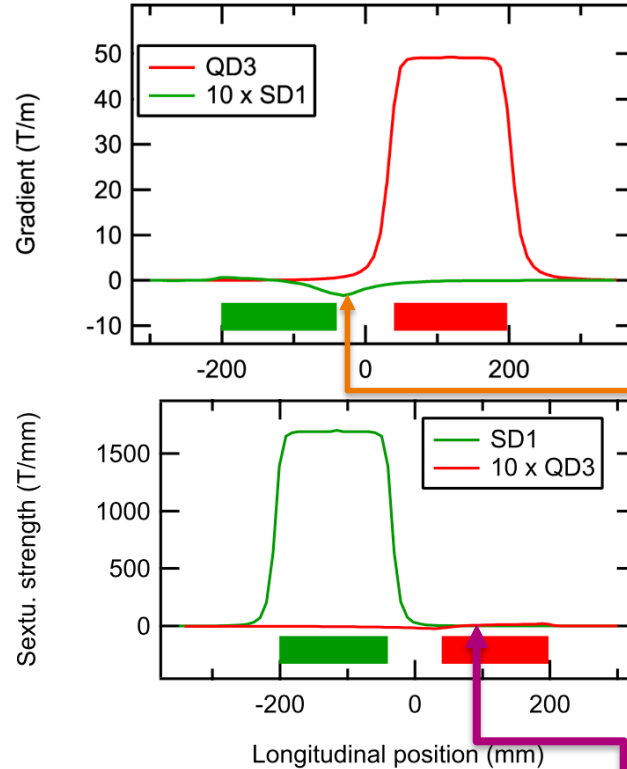 Gradient (T/m)
50
40
30
20
10
0
-10
QD3
10 x SD1
-200
0
200
Sextu. strength (T/mm)
1500
1000
500
0
SD1
10 x QD3
-200
0
200
Longitudinal position (mm)